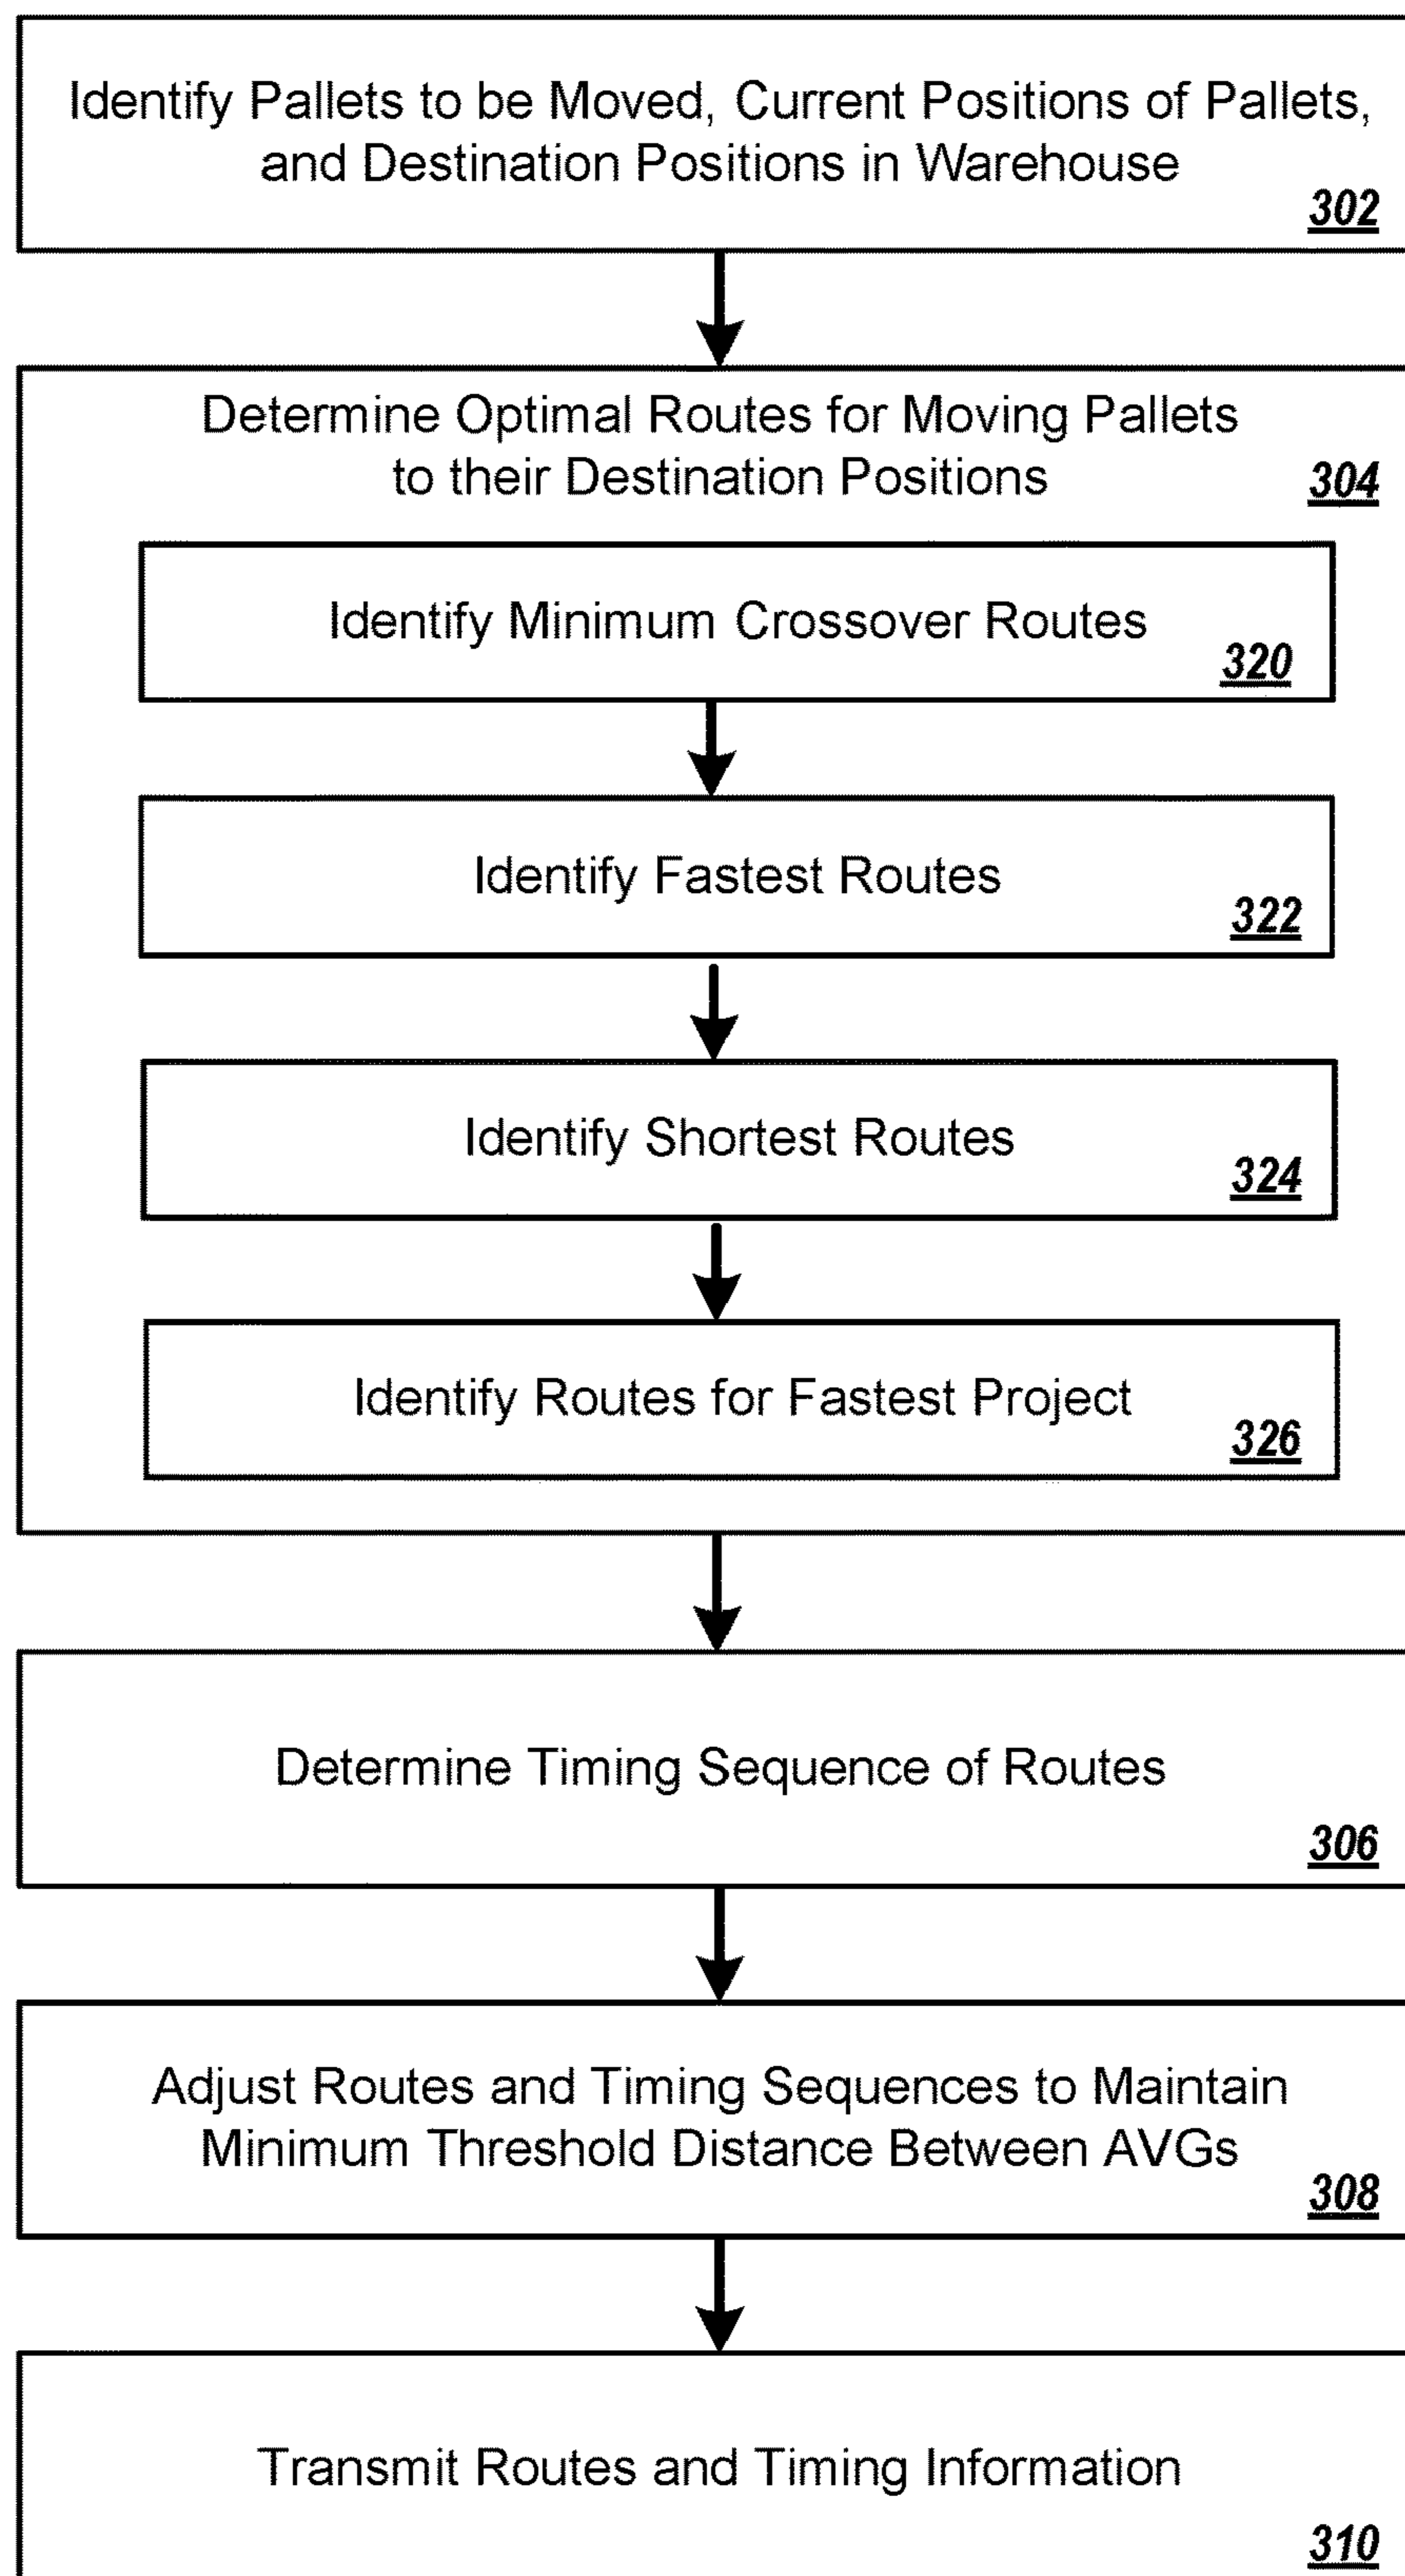 Identify Pallets to be Moved, Current Positions of Pallets,
and Destination Positions in Warehouse
302
Determine Optimal Routes for Moving Pallets
to their Destination Positions
304
Identify Minimum Crossover Routes
320
Identify Fastest Routes
322
Identify Shortest Routes
324
Identify Routes for Fastest Project
326
Determine Timing Sequence of Routes
306
Adjust Routes and Timing Sequences to Maintain
Minimum Threshold Distance Between AVGs
308
Transmit Routes and Timing Information
310